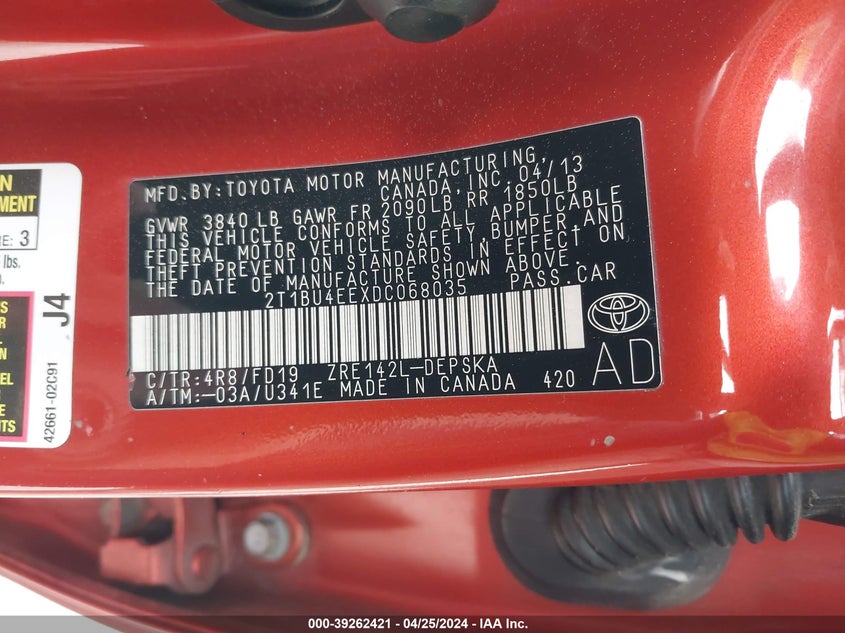 MFD. BY: TOYOTA MOTOR MANUFACTURING,
CANADA, INC. 04/13
GVWR 3840 LB GAWR FR 2090LB RR 1850LB
THIS VEHICLE CONFORMS TO ALL APPLICABLE
FEDERAL MOTOR VEHICLE SAFETY, BUMPER AND
THEFT PREVENTION STANDARDS IN EFFECT ON
THE DATE OF MANUFACTURE SHOWN ABOVE.
2T1BU4EEXDC068035 PASS.CAR
C/TR:4R8/FD19 ZRE142L-DEPSKA
A/TM:-03A/U341E MADE IN CANADA 420
AD
3
lbs.
J4
42661-02C91
000-39262421 - 04/25/2024 - IAA Inc.